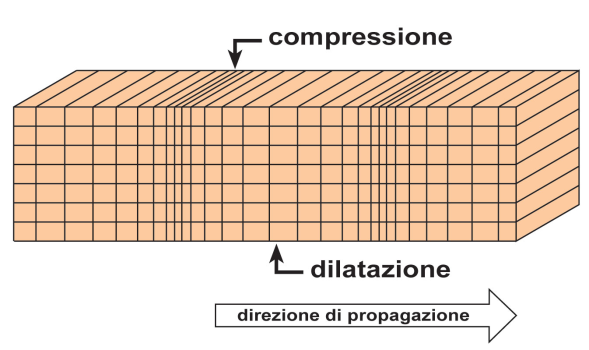 compressione
dilatazione
direzione di propagazione